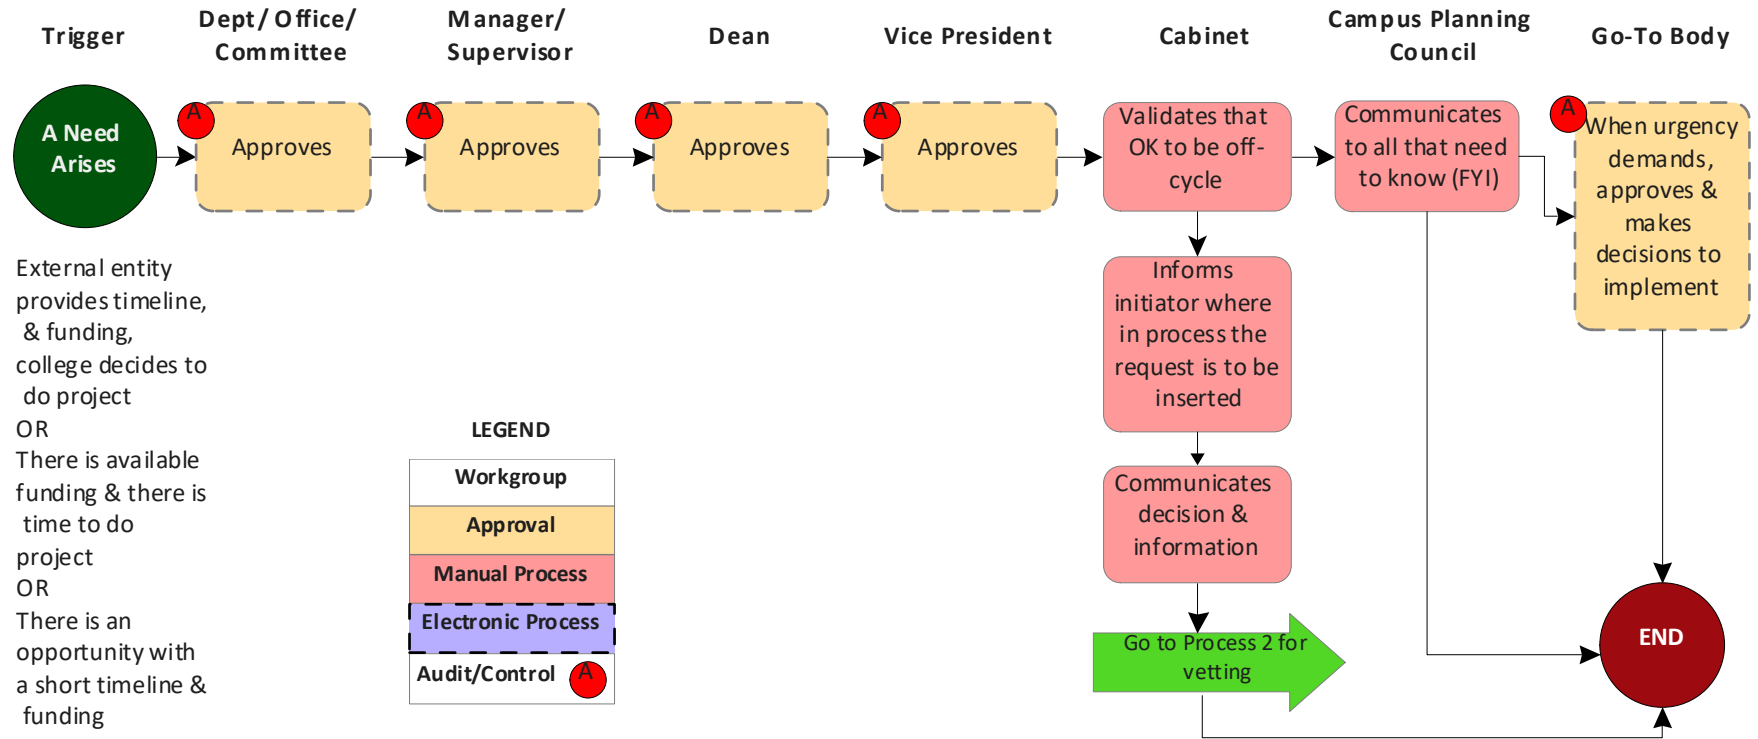 Trigger
Dept/ Office/
Committee
Manager/
Supervisor
Dean
Vice President
Cabinet
Campus Planning
Council
Go-To Body
A Need
Arises
A
Approves
A
Approves
A
Approves
A
Approves
Validates that
OK to be off-
cycle
Communicates
to all that need
to know (FYI)
A
When urgency
demands,
approves &
makes
decisions to
implement
External entity
provides timeline,
& funding,
college decides to
do project
OR
There is available
funding & there is
time to do
project
OR
There is an
opportunity with
a short timeline &
funding
Informs
initiator where
in process the
request is to be
inserted
Communicates
decision &
information
Go to Process 2 for
vetting
END
LEGEND
Workgroup
Approval
Manual Process
Electronic Process
Audit/Control
A